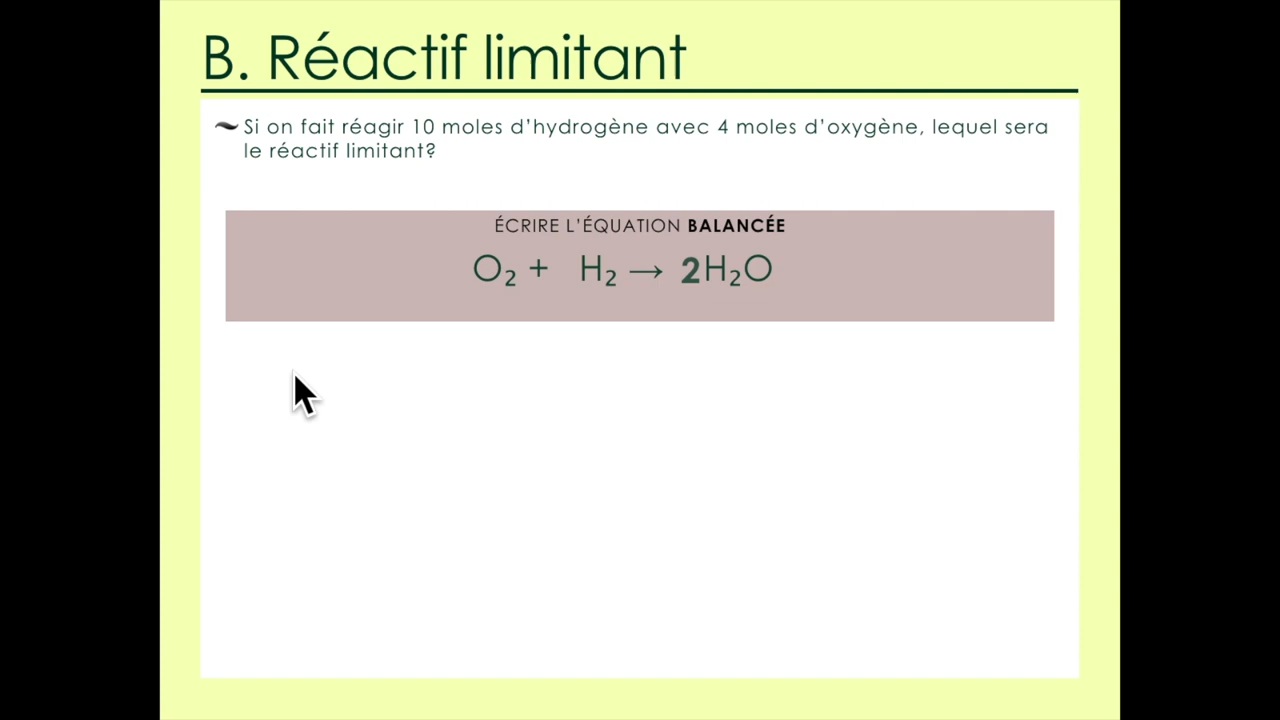 B. Réactif limitant
Si on fait réagir 10 moles d’hydrogène avec 4 moles d’oxygène, lequel sera
le réactif limitant?
ÉCRIRE L’ÉQUATION BALANCÉE
O₂ + H₂ → 2H₂O